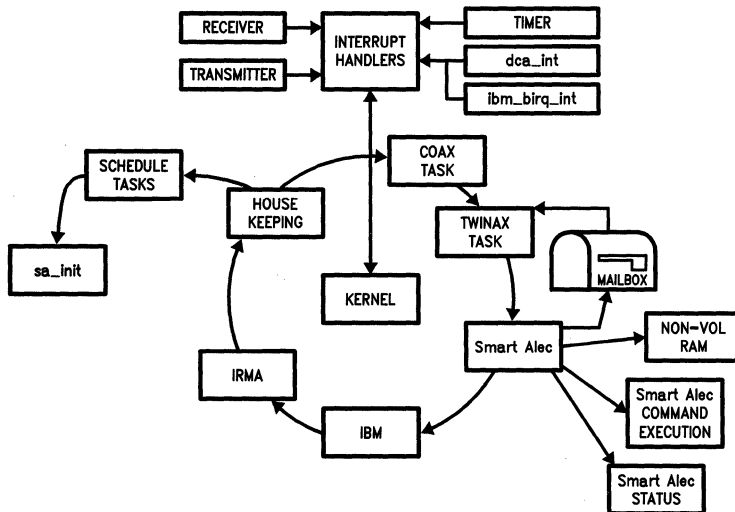 RECEIVER
TRANSMITTER
INTERRUPT
HANDLERS
TIMER
dca_int
ibm_birq_int
SCHEDULE
TASKS
sa_init
HOUSE
KEEPING
COAX
TASK
TWINAX
TASK
MAILBOX
KERNEL
Smart Alec
NON-VOL
RAM
IRMA
IBM
Smart Alec
COMMAND
EXECUTION
Smart Alec
STATUS